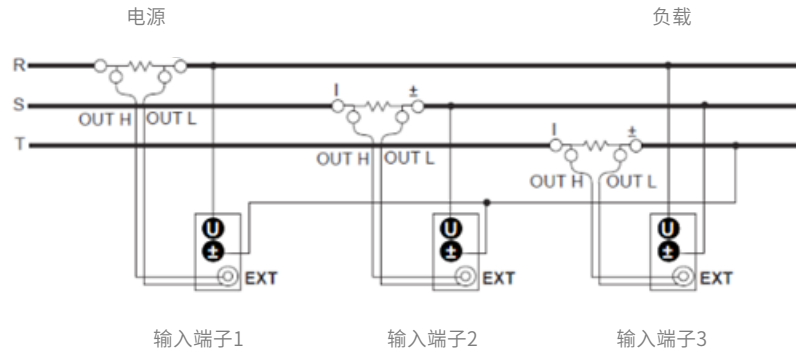 电源 负载
R
I ±
S
OUT H OUT L
I ±
T
OUT H OUT L
OUT H OUT L
U U U
± ± ±
EXT EXT EXT
输入端子1 输入端子2 输入端子3